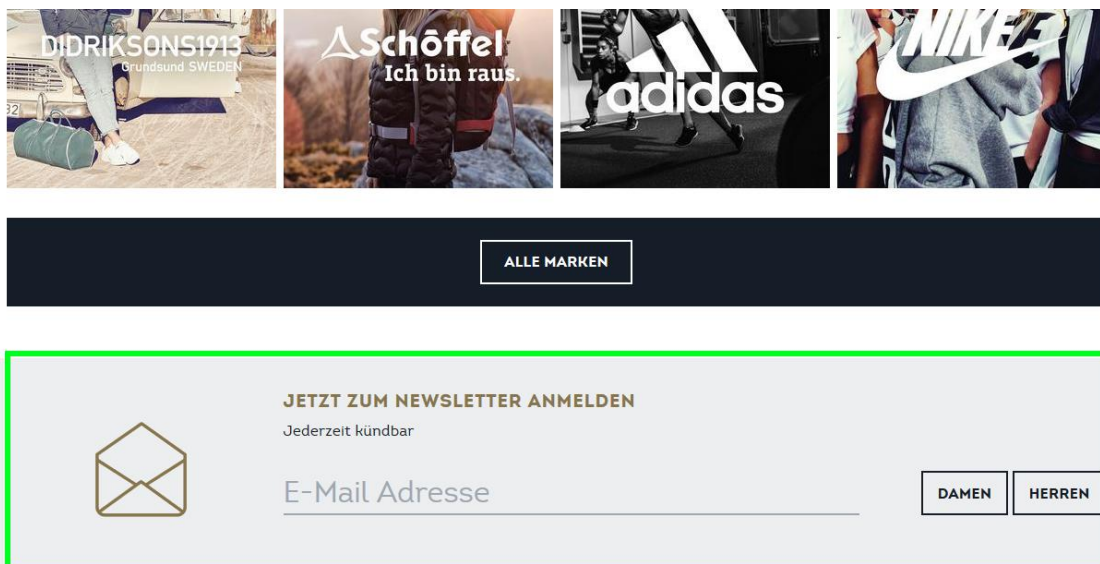 DIDRIKSONS1913
Grundsund SWEDEN
Schöffel
Ich bin raus.
adidas
NIKE
ALLE MARKEN
JETZT ZUM NEWSLETTER ANMELDEN
Jederzeit kündbar
E-Mail Adresse
DAMEN
HERREN